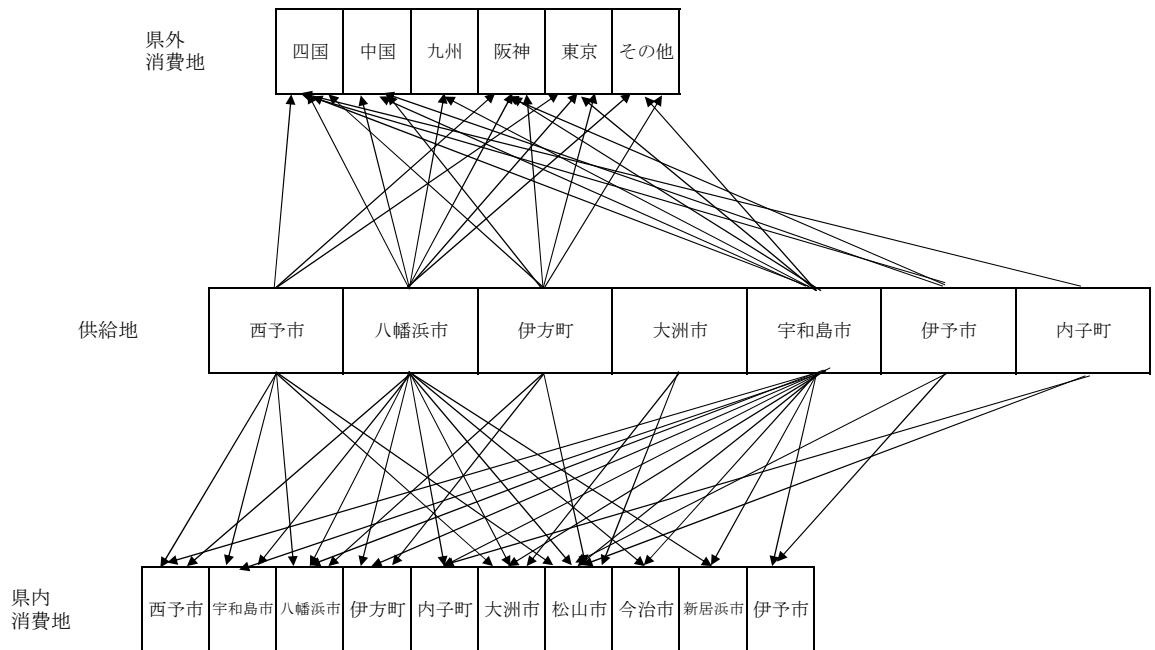 県外
消費地
四国 中国 九州 阪神 東京 その他
供給地
西予市 八幡浜市 伊方町 大洲市 宇和島市 伊予市 内子町
県内
消費地
西予市 宇和島市 八幡浜市 伊方町 内子町 大洲市 松山市 今治市 新居浜市 伊予市